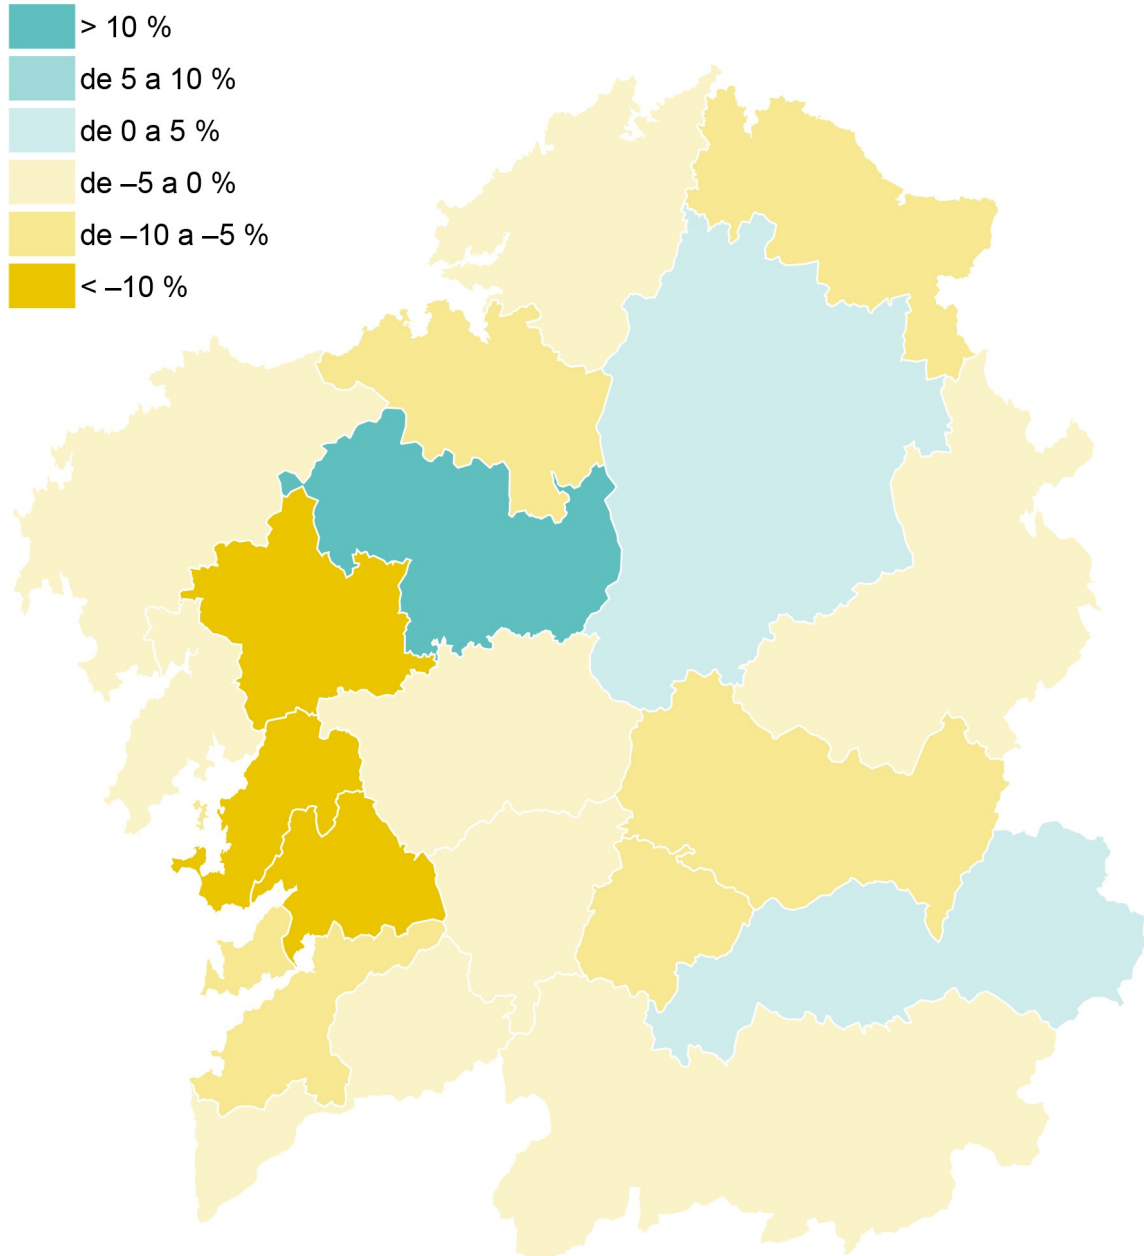 > 10 %
de 5 a 10 %
de 0 a 5 %
de –5 a 0 %
de –10 a –5 %
< –10 %